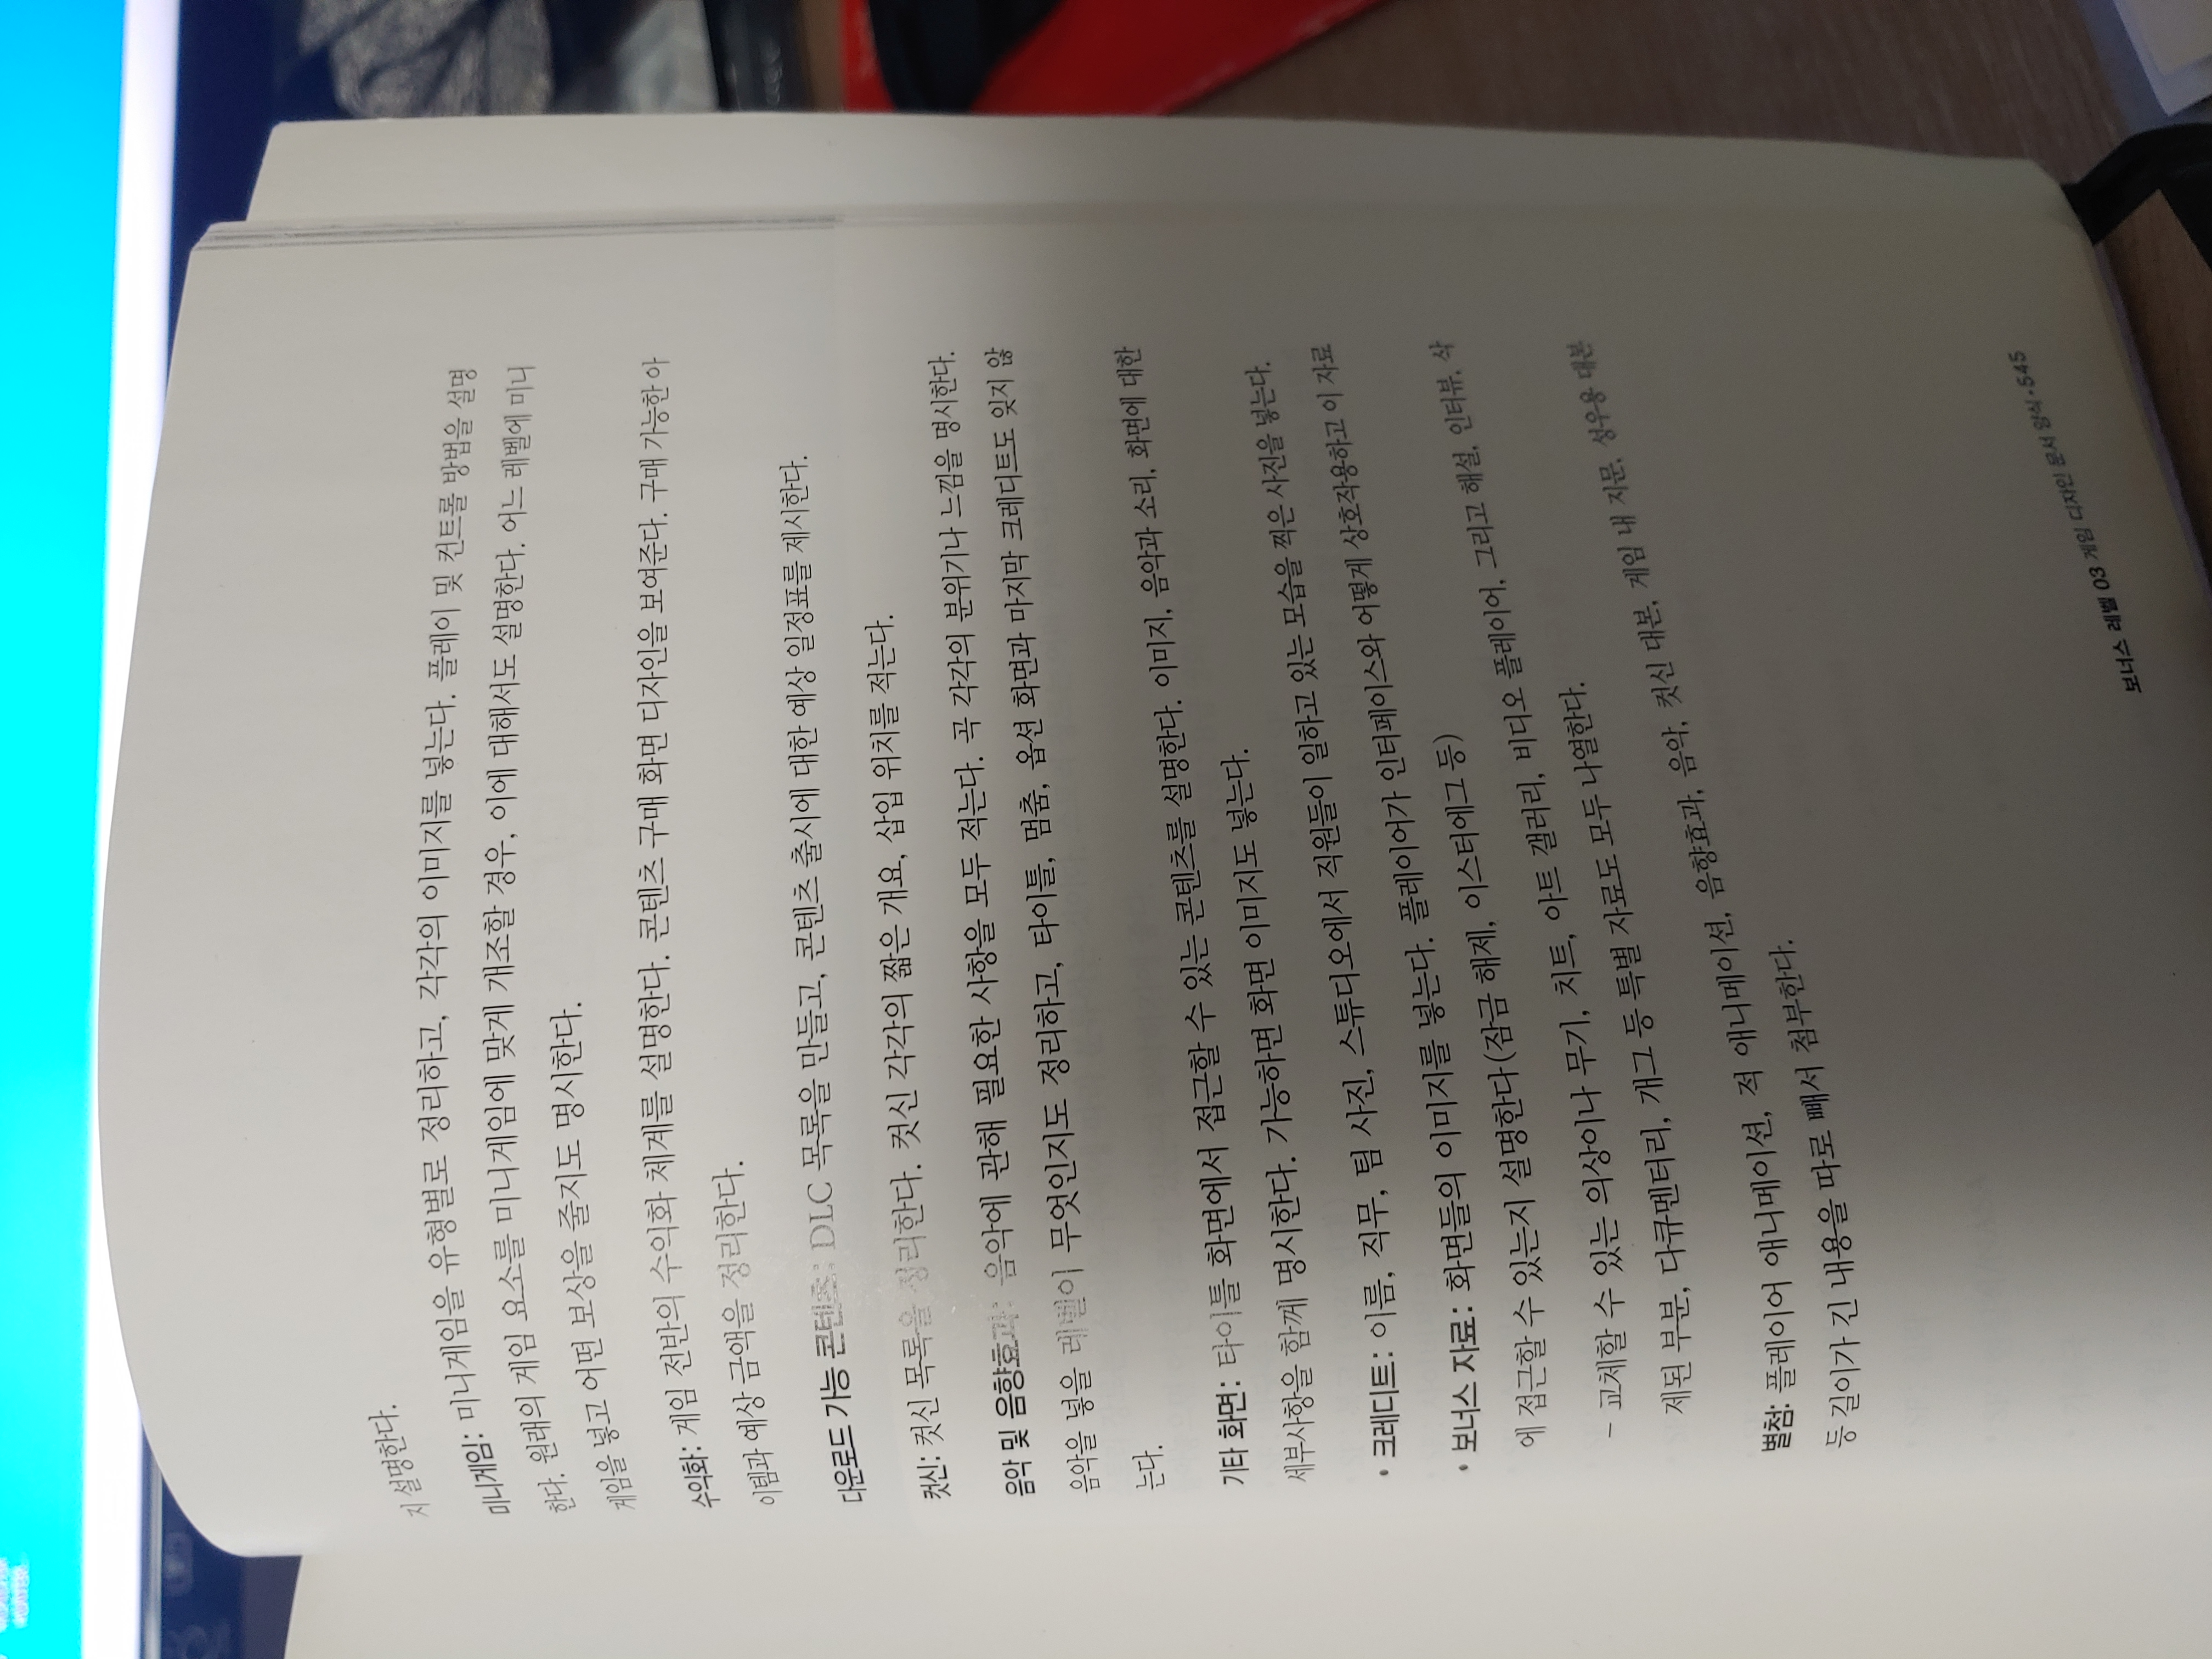 지 설명한다.
미니게임: 미니게임을 유형별로 정리하고, 각각의 이미지를 넣는다. 플레이 및 컨트롤 방법을 설명
한다. 원래의 게임 요소를 미니게임에 맞게 개조할 경우, 이에 대해서도 설명한다. 어느 레벨에 미니
게임을 넣고 어떤 보상을 줄지도 명시한다.
수익화: 게임 전반의 수익화 체계를 설명한다. 콘텐츠 구매 화면 디자인을 보여준다. 구매 가능한 아
이템과 예상 금액을 정리한다.
다운로드 가능 콘텐츠: DLC 목록을 만들고, 콘텐츠 출시에 대한 예상 일정표를 제시한다.
컷신: 컷신 목록을 정리한다. 컷신 각각의 짧은 개요, 삽입 위치를 적는다.
음악 및 음향효과: 음악에 관해 필요한 사항을 모두 적는다. 곡 각각의 분위기나 느낌을 명시한다.
음악을 넣을 레벨이 무엇인지도 정리하고, 타이틀, 멈춤, 옵션 화면과 마지막 크레디트도 잊지 않
는다.
기타 화면: 타이틀 화면에서 접근할 수 있는 콘텐츠를 설명한다. 이미지, 음악과 소리, 화면에 대한
세부사항을 함께 명시한다. 가능하면 화면 이미지도 넣는다.
• 크레디트: 이름, 직무, 팀 사진, 스튜디오에서 직원들이 일하고 있는 모습을 찍은 사진을 넣는다.
• 보너스 자료: 화면들의 이미지를 넣는다. 플레이어가 인터페이스와 어떻게 상호작용하고 이 자료
에 접근할 수 있는지 설명한다(잠금 해제, 이스터에그 등)
– 교체할 수 있는 의상이나 무기, 치트, 아트 갤러리, 비디오 플레이어, 그리고 해설, 인터뷰, 삭
제된 부분, 다큐멘터리, 개그 등 특별 자료도 모두 나열한다.
별첨: 플레이어 애니메이션, 적 애니메이션, 음향효과, 음악, 컷신 대본, 게임 내 지문, 성우용 대본
등 길이가 긴 내용을 따로 빼서 첨부한다.
보너스 레벨 03 게임 디자인 문서 양식 • 545